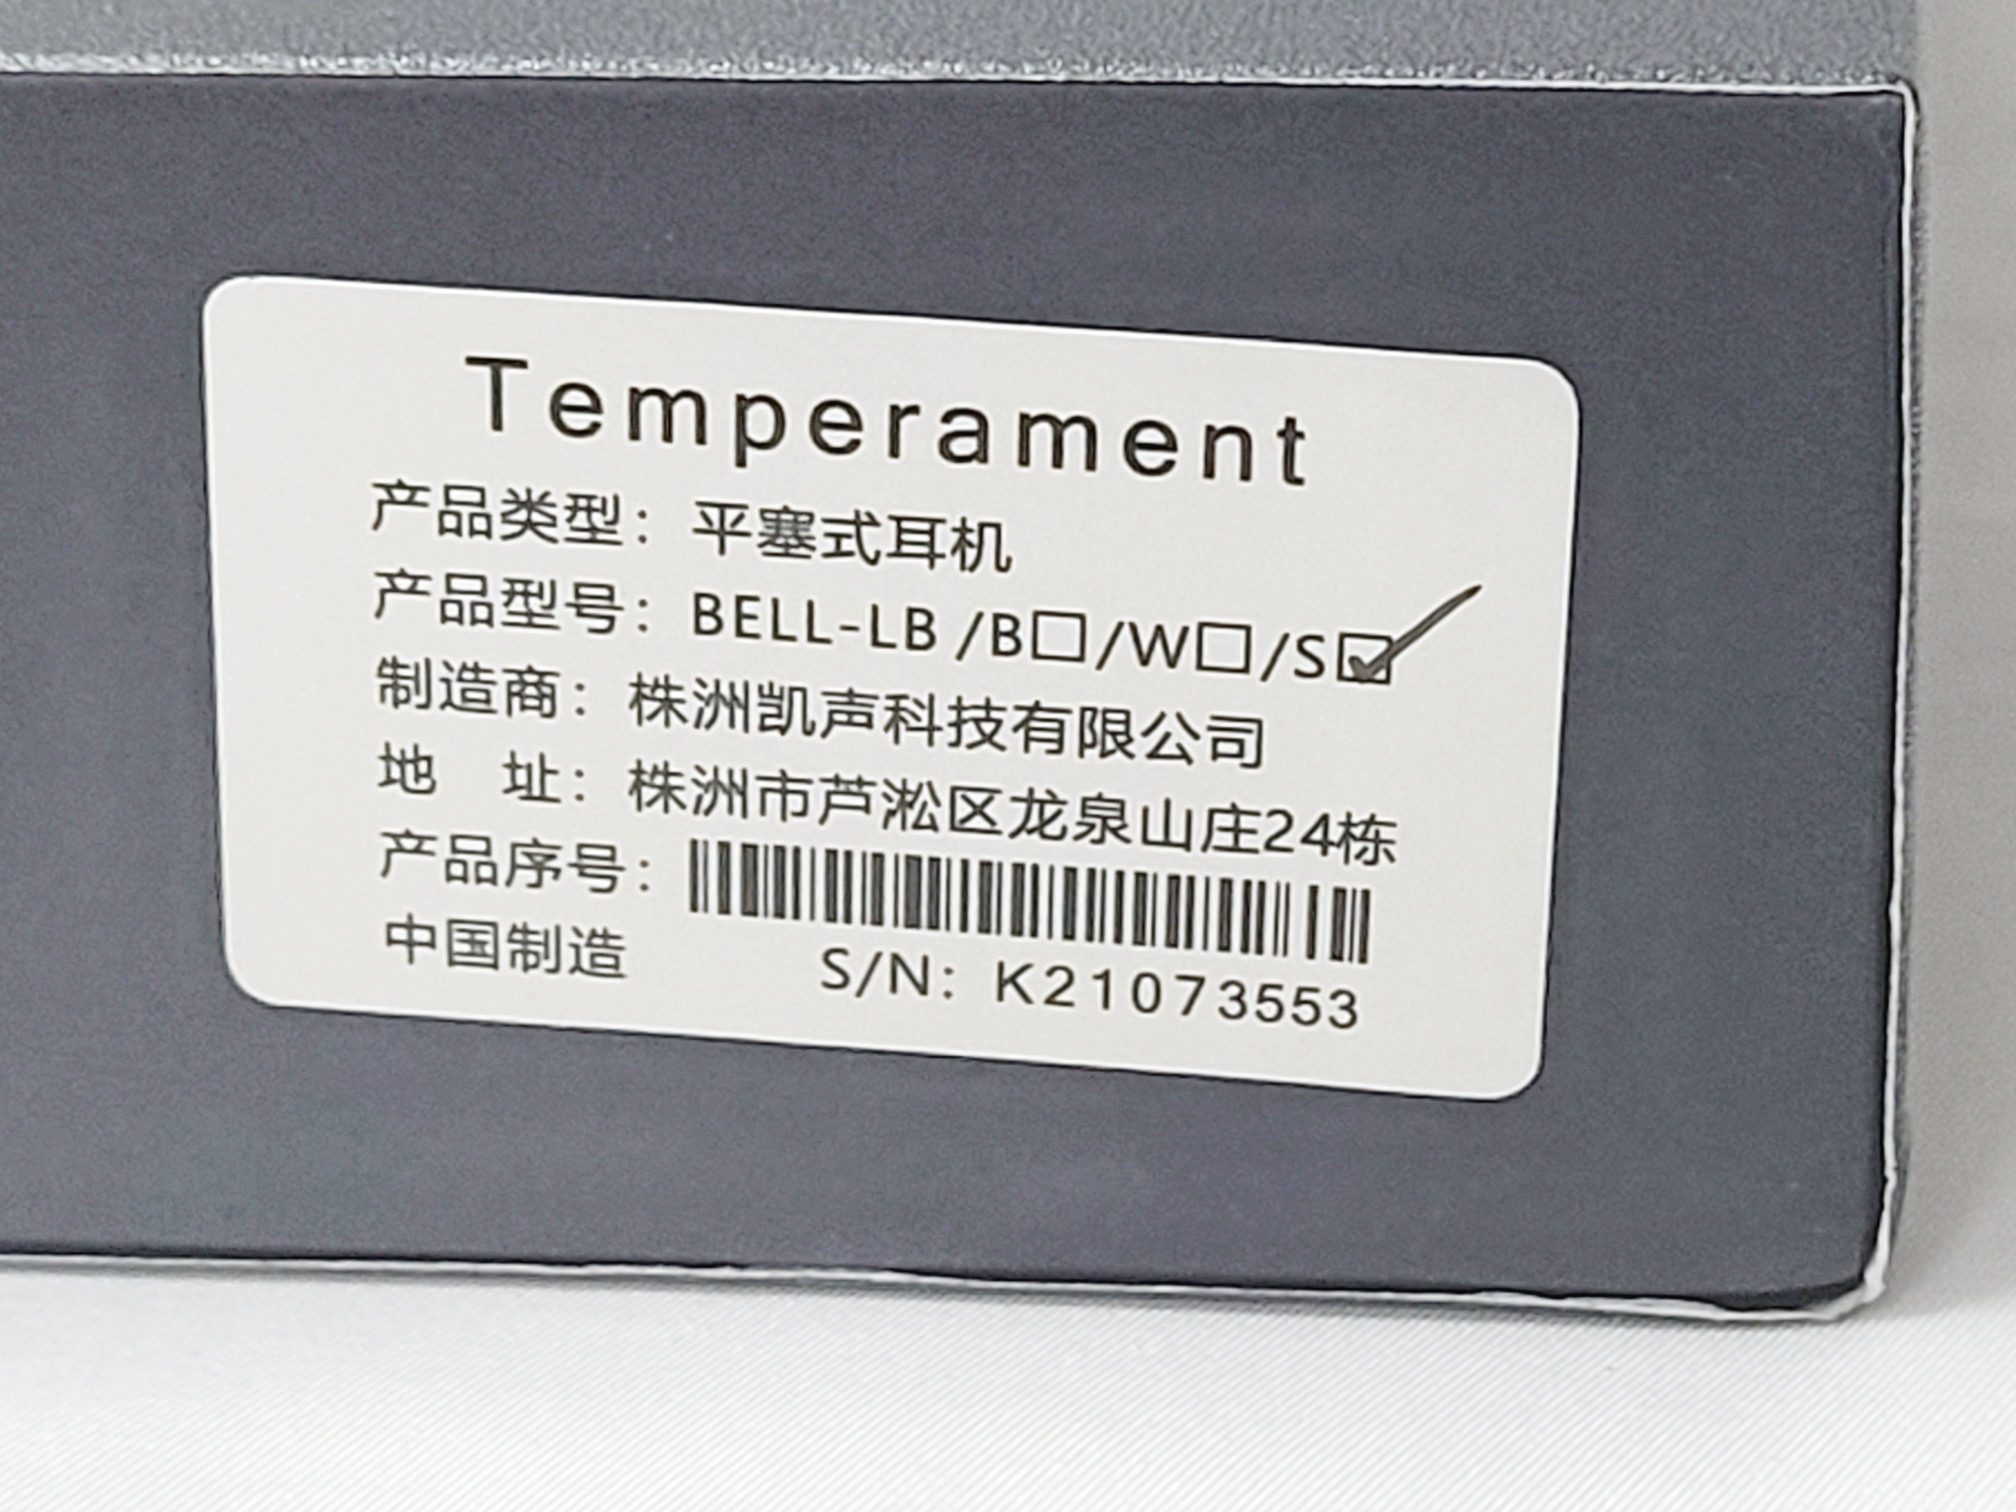 Temperament
产品类型：平塞式耳机
产品型号：BELL-LB /B□/W□/S☑
制造商：株洲凯声科技有限公司
地　址：株洲市芦淞区龙泉山庄24栋
产品序号：
中国制造 S/N: K21073553